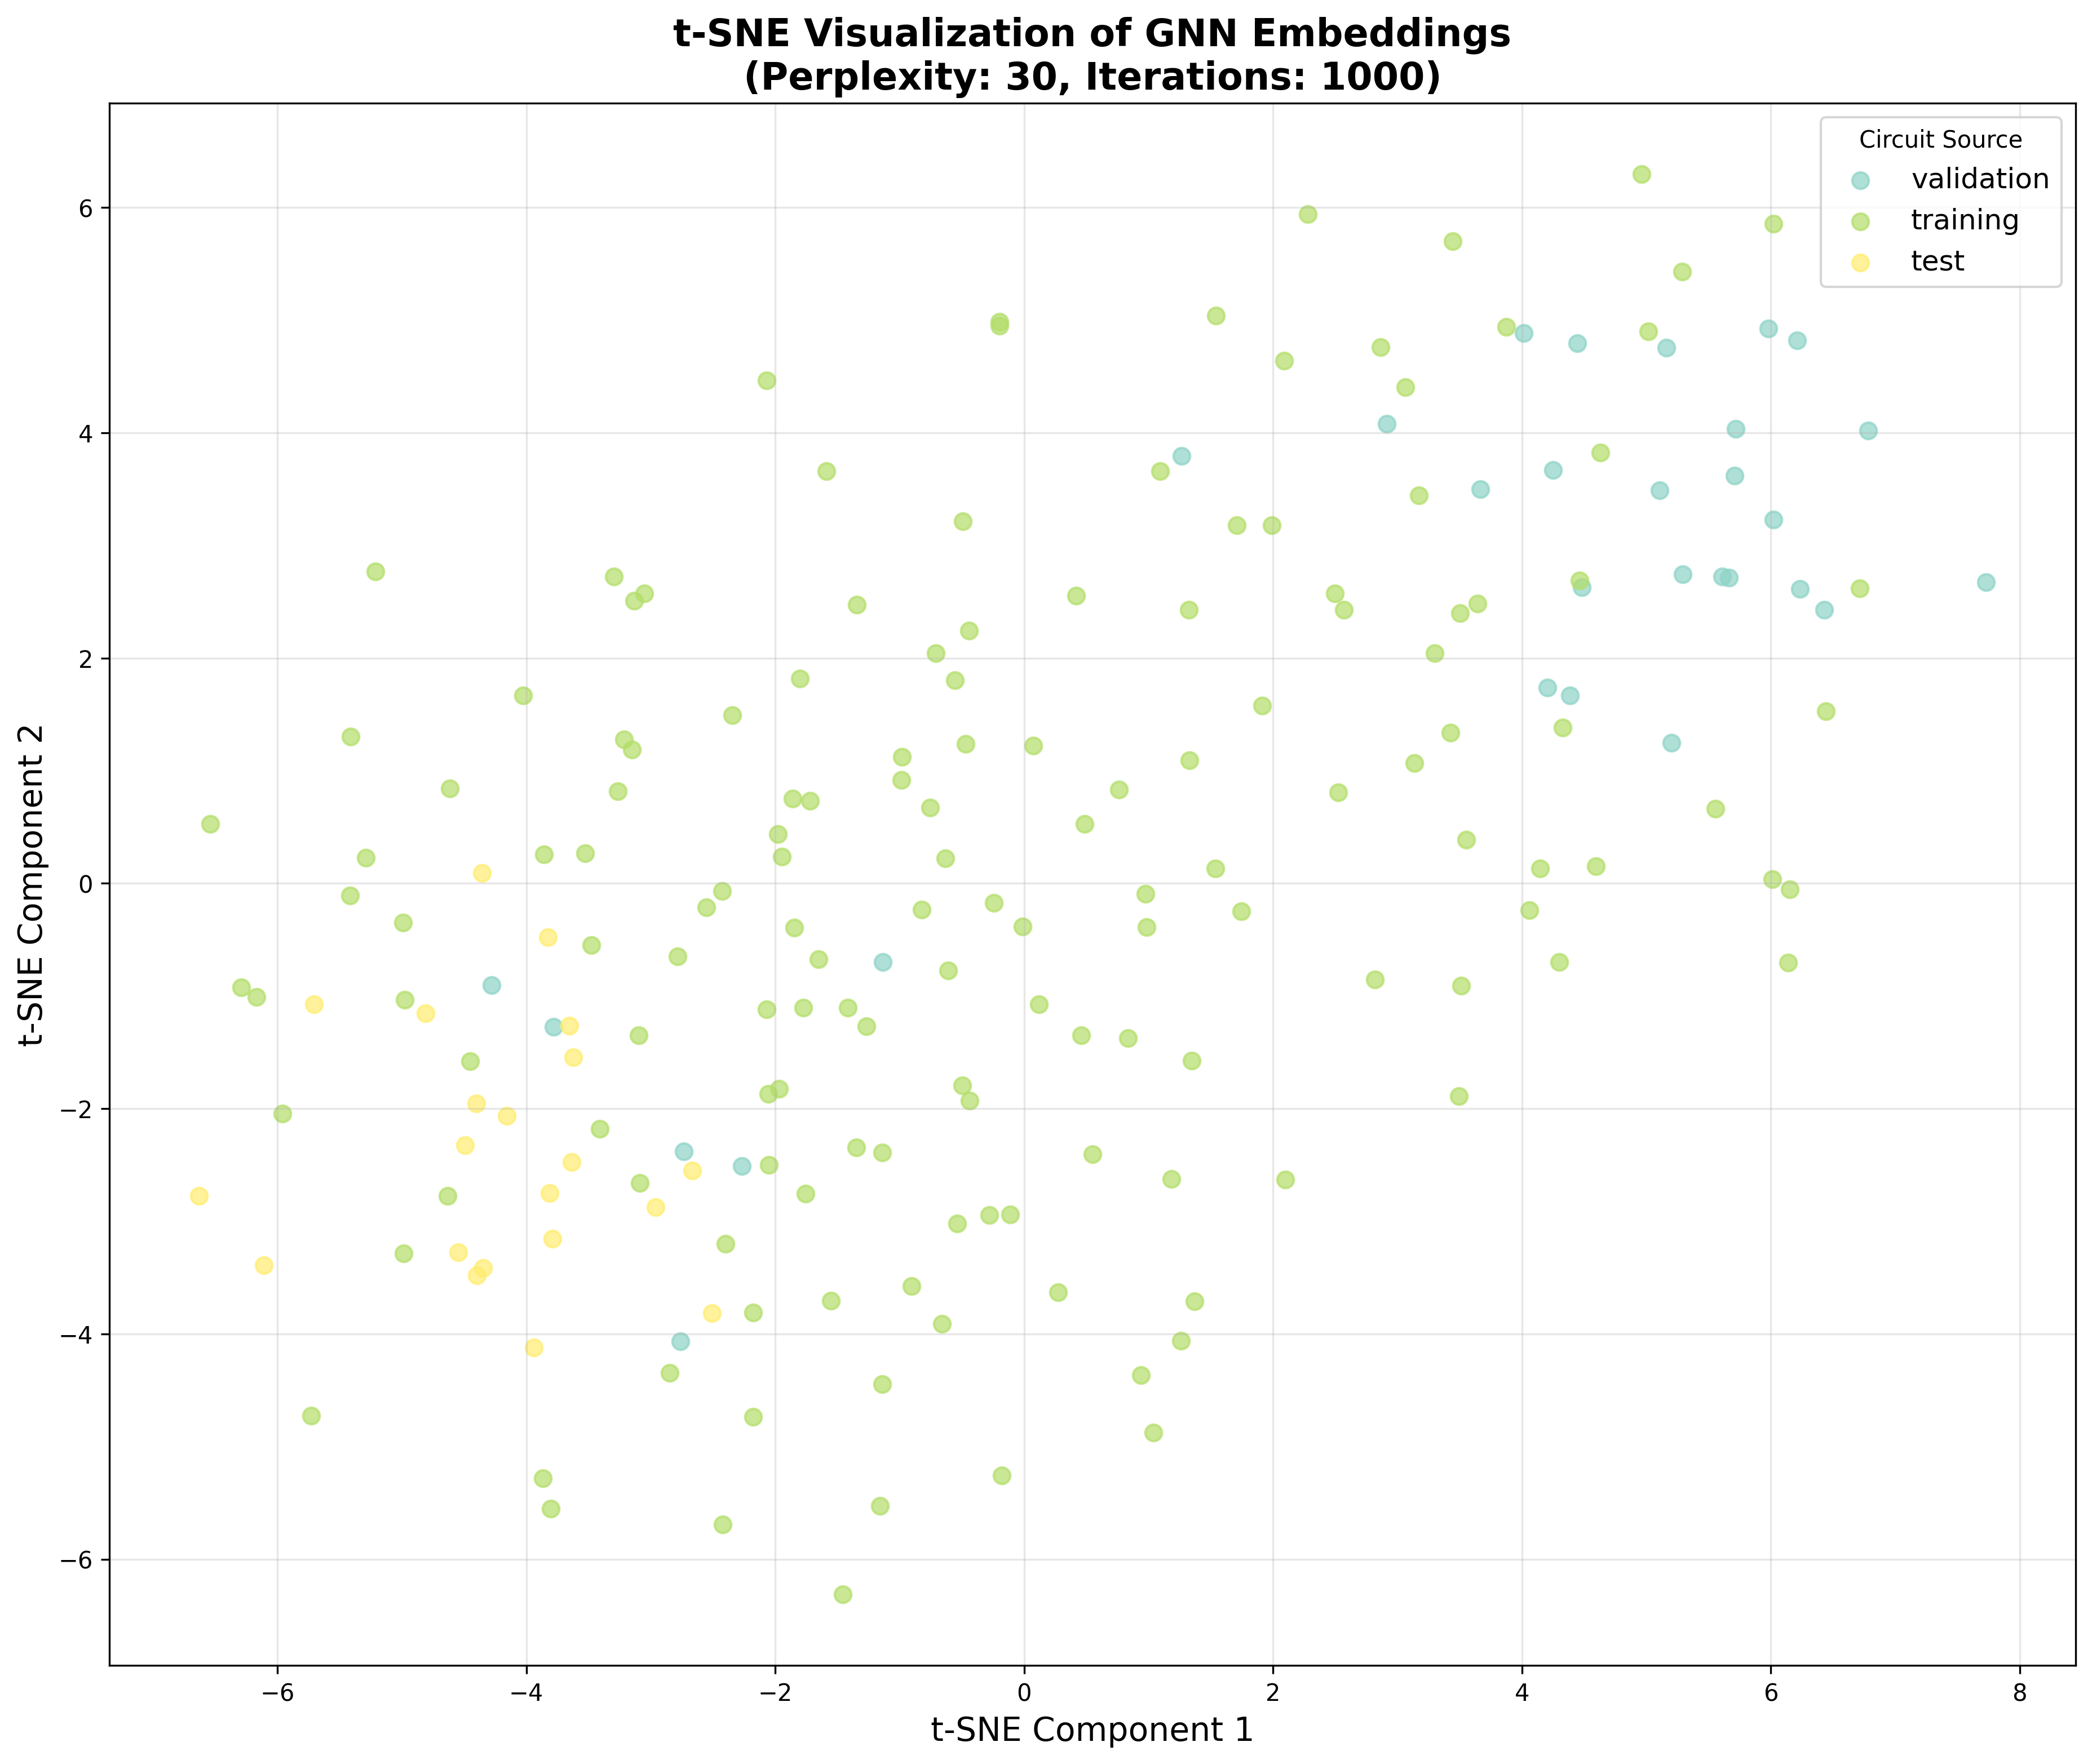 t-SNE Visualization of GNN Embeddings
(Perplexity: 30, Iterations: 1000)
Circuit Source
validation
training
test
t-SNE Component 2
6
4
2
0
−2
−4
−6
−6
−4
−2
0
2
4
6
8
t-SNE Component 1